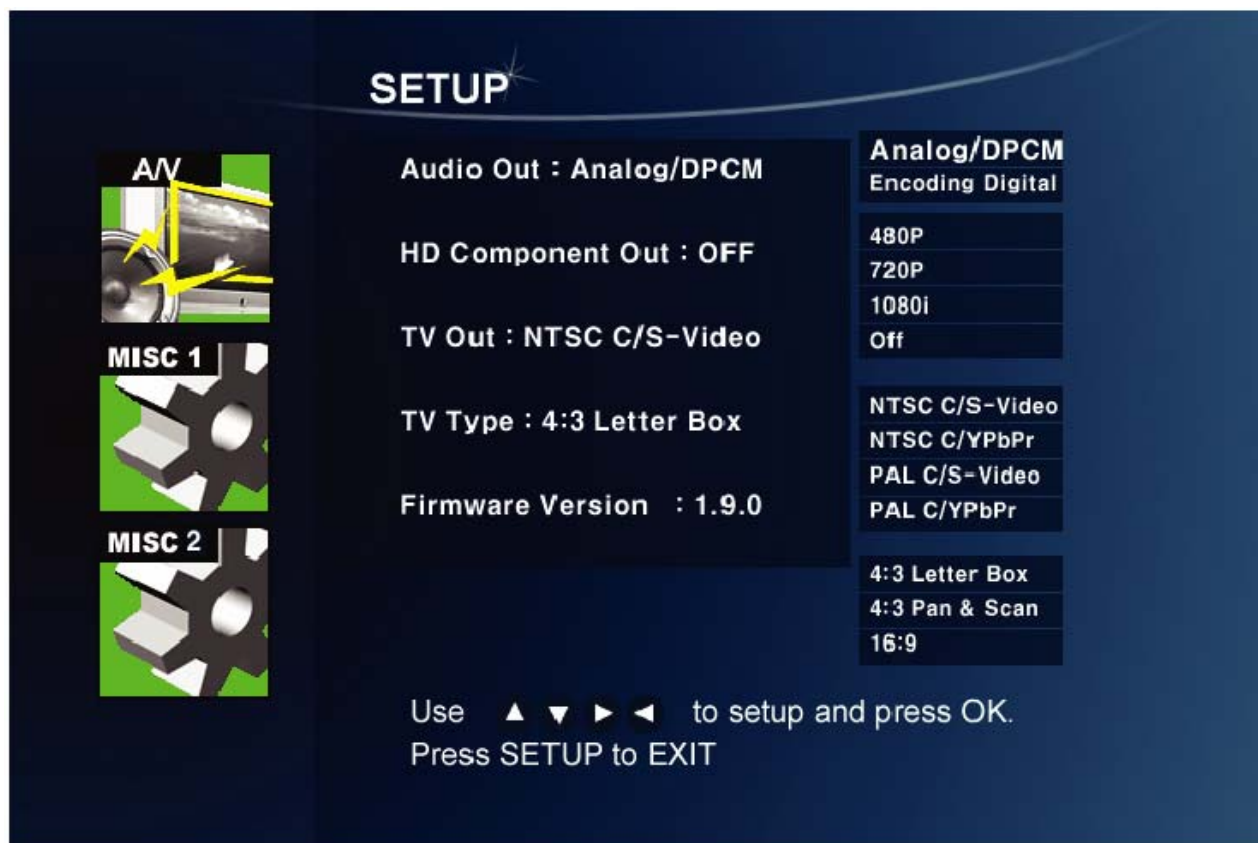 SETUP
A/V
MISC 1
MISC 2
Audio Out : Analog/DPCM
HD Component Out : OFF
TV Out : NTSC C/S-Video
TV Type : 4:3 Letter Box
Firmware Version : 1.9.0
Analog/DPCM
Encoding Digital
480P
720P
1080i
Off
NTSC C/S-Video
NTSC C/YPbPr
PAL C/S-Video
PAL C/YPbPr
4:3 Letter Box
4:3 Pan & Scan
16:9
Use ▲ ▼ ▶ ◀ to setup and press OK.
Press SETUP to EXIT